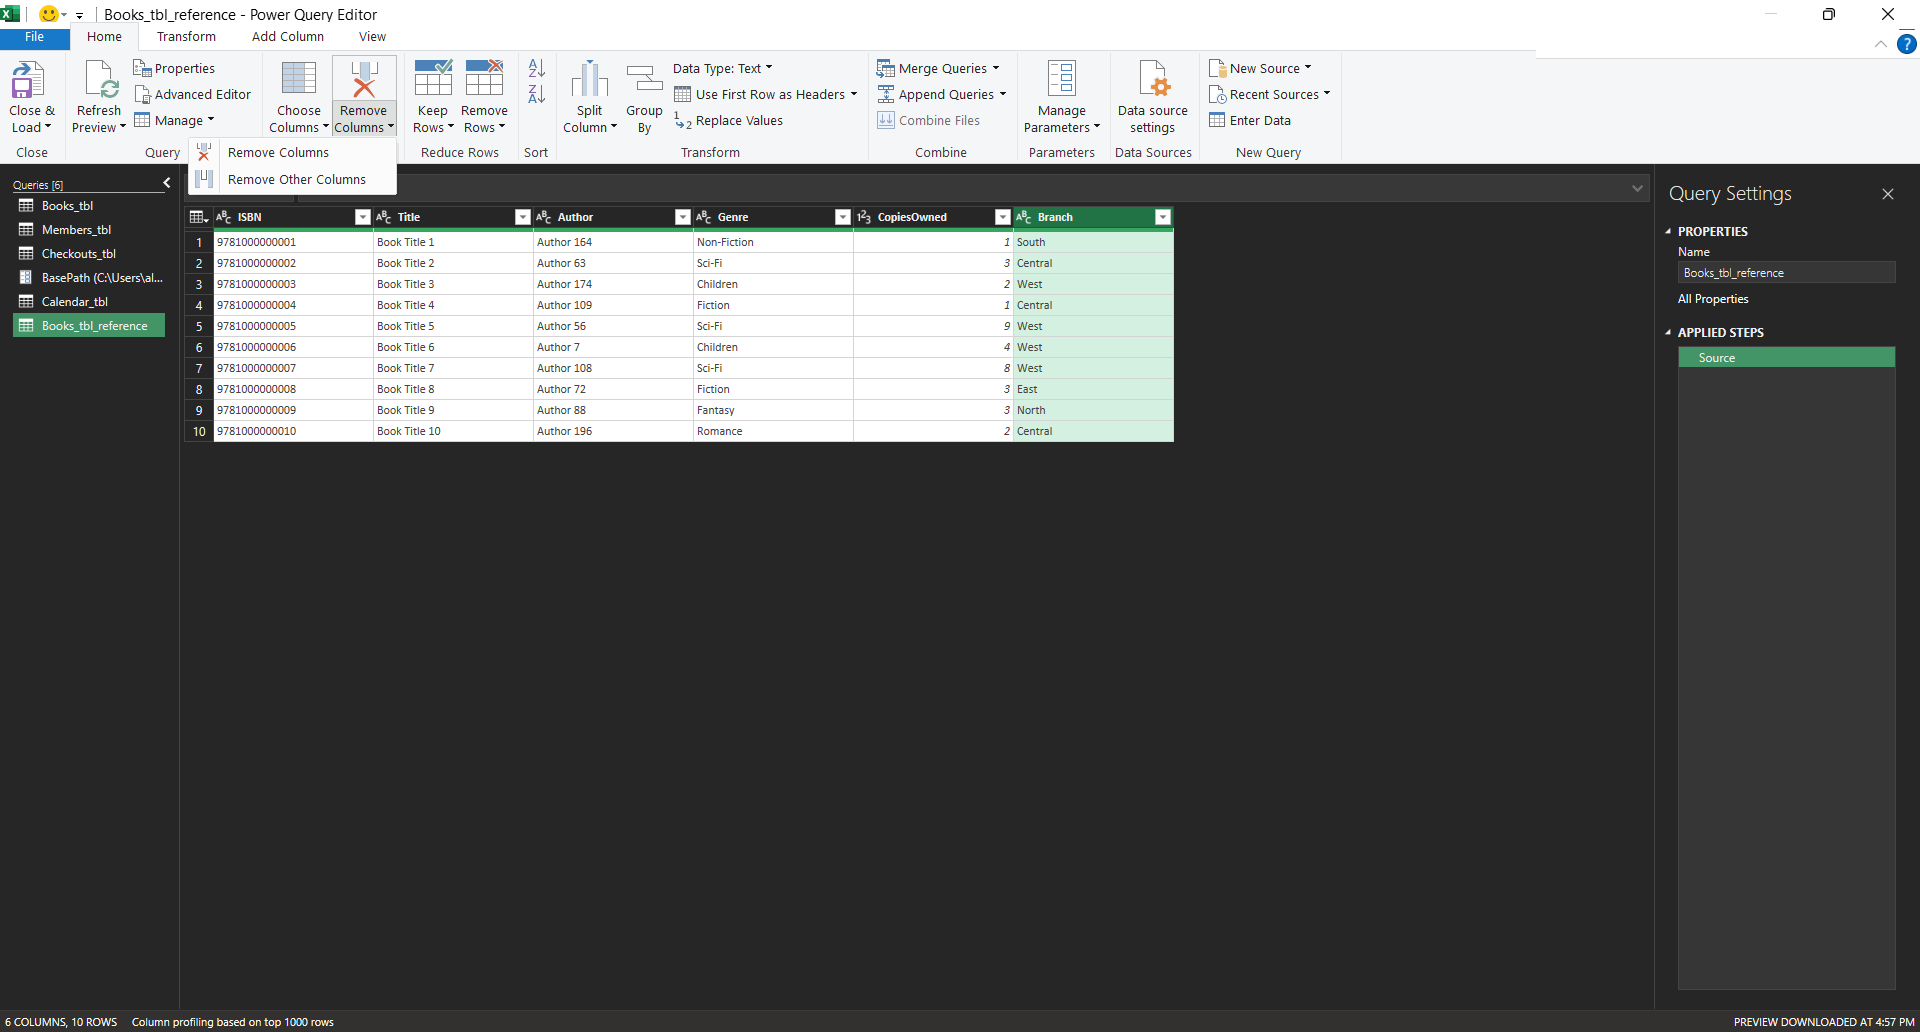 Books_tbl_reference - Power Query Editor
File Home Transform Add Column View
Close & Load
Close
Refresh Preview
Properties
Advanced Editor
Manage
Query
Choose Columns
Remove Columns
Remove Columns
Remove Other Columns
Keep Rows
Remove Rows
Reduce Rows
Sort
Split Column
Group By
Data Type: Text
Use First Row as Headers
Replace Values
Transform
Merge Queries
Append Queries
Combine Files
Combine
Manage Parameters
Parameters
Data source settings
Data Sources
New Source
Recent Sources
Enter Data
New Query
Queries [6]
Books_tbl
Members_tbl
Checkouts_tbl
BasePath (C:\Users\al...
Calendar_tbl
Books_tbl_reference
ISBN Title Author Genre CopiesOwned Branch
1 9781000000001 Book Title 1 Author 164 Non-Fiction 1 South
2 9781000000002 Book Title 2 Author 63 Sci-Fi 3 Central
3 9781000000003 Book Title 3 Author 174 Children 2 West
4 9781000000004 Book Title 4 Author 109 Fiction 1 Central
5 9781000000005 Book Title 5 Author 56 Sci-Fi 9 West
6 9781000000006 Book Title 6 Author 7 Children 4 West
7 9781000000007 Book Title 7 Author 108 Sci-Fi 8 West
8 9781000000008 Book Title 8 Author 72 Fiction 3 East
9 9781000000009 Book Title 9 Author 88 Fantasy 3 North
10 9781000000010 Book Title 10 Author 196 Romance 2 Central
Query Settings
PROPERTIES
Name
Books_tbl_reference
All Properties
APPLIED STEPS
Source
6 COLUMNS, 10 ROWS Column profiling based on top 1000 rows
PREVIEW DOWNLOADED AT 4:57 PM